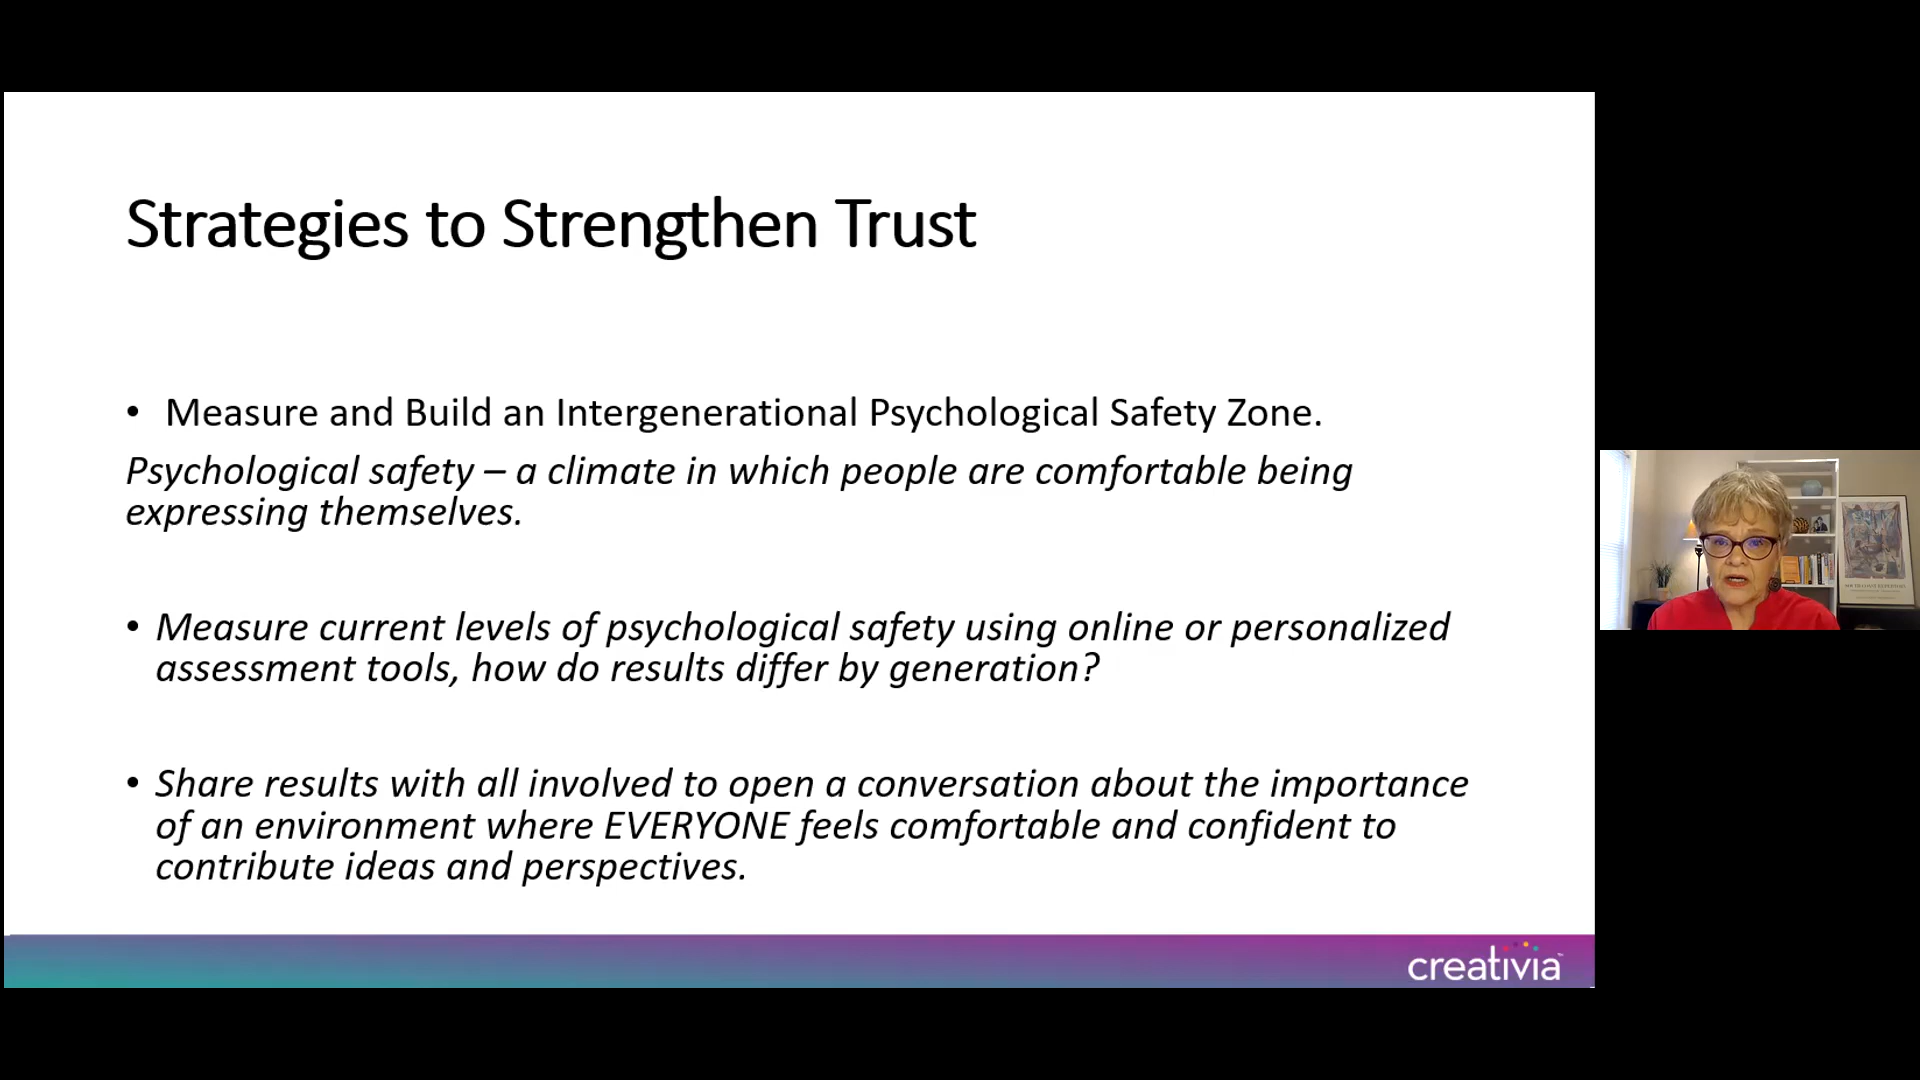 Strategies to Strengthen Trust
• Measure and Build an Intergenerational Psychological Safety Zone.
Psychological safety – a climate in which people are comfortable being
expressing themselves.
• Measure current levels of psychological safety using online or personalized
assessment tools, how do results differ by generation?
• Share results with all involved to open a conversation about the importance
of an environment where EVERYONE feels comfortable and confident to
contribute ideas and perspectives.
creativia